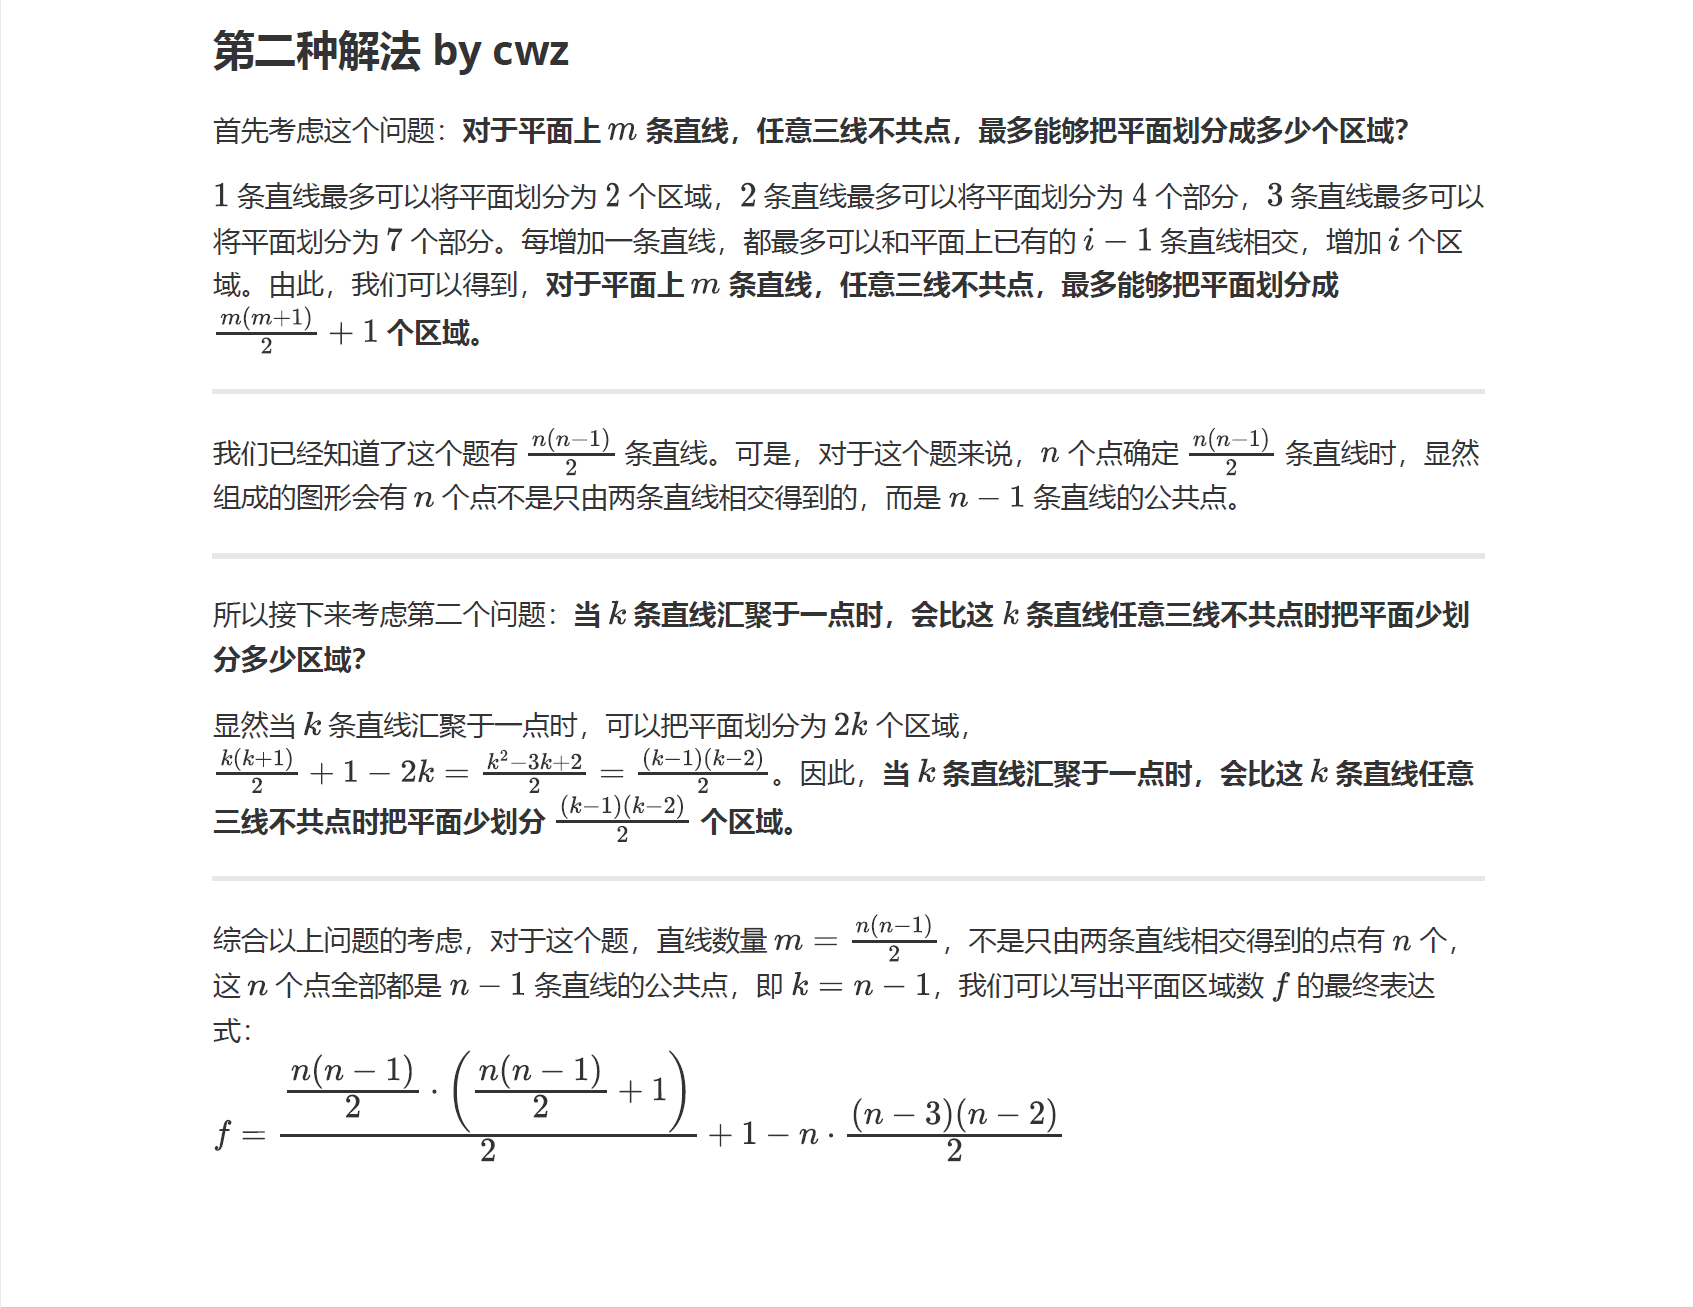 第二种解法 by cwz
首先考虑这个问题：对于平面上 m 条直线，任意三线不共点，最多能够把平面划分成多少个区域？
1 条直线最多可以将平面划分为 2 个区域，2 条直线最多可以将平面划分为 4 个部分，3 条直线最多可以
将平面划分为 7 个部分。每增加一条直线，都最多可以和平面上已有的 i − 1 条直线相交，增加 i 个区
域。由此，我们可以得到，对于平面上 m 条直线，任意三线不共点，最多能够把平面划分成
\frac{m(m+1)}{2} + 1 个区域。
我们已经知道了这个题有 \frac{n(n−1)}{2} 条直线。可是，对于这个题来说，n 个点确定 \frac{n(n−1)}{2} 条直线时，显然
组成的图形会有 n 个点不是只由两条直线相交得到的，而是 n − 1 条直线的公共点。
所以接下来考虑第二个问题：当 k 条直线汇聚于一点时，会比这 k 条直线任意三线不共点时把平面少划
分多少区域？
显然当 k 条直线汇聚于一点时，可以把平面划分为 2k 个区域，
\frac{k(k+1)}{2} + 1 − 2k = \frac{k^2−3k+2}{2} = \frac{(k−1)(k−2)}{2}。因此，当 k 条直线汇聚于一点时，会比这 k 条直线任意
三线不共点时把平面少划分 \frac{(k−1)(k−2)}{2} 个区域。
综合以上问题的考虑，对于这个题，直线数量 m = \frac{n(n−1)}{2}，不是只由两条直线相交得到的点有 n 个，
这 n 个点全部都是 n − 1 条直线的公共点，即 k = n − 1，我们可以写出平面区域数 f 的最终表达
式：
f = \frac{\frac{n(n − 1)}{2} · \left(\frac{n(n − 1)}{2} + 1\right)}{2} + 1 − n · \frac{(n − 3)(n − 2)}{2}